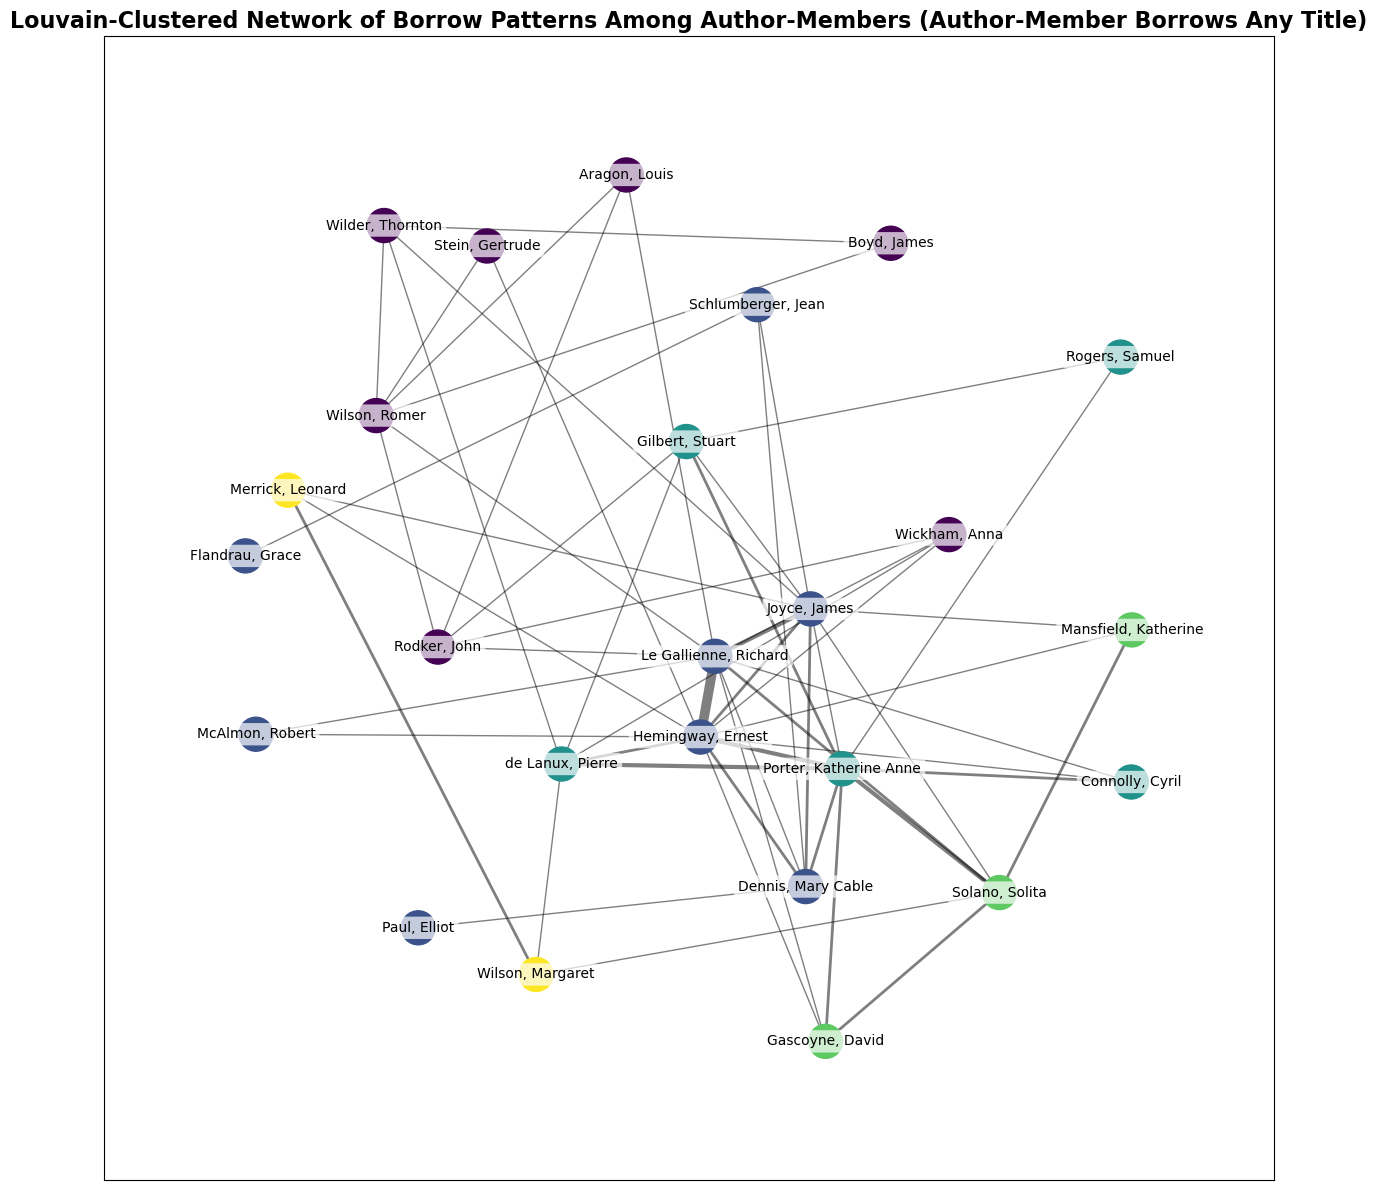 Louvain-Clustered Network of Borrow Patterns Among Author-Members (Author-Member Borrows Any Title)
Aragon, Louis
Wilder, Thornton
Stein, Gertrude
Boyd, James
Schlumberger, Jean
Rogers, Samuel
Wilson, Romer
Gilbert, Stuart
Merrick, Leonard
Wickham, Anna
Flandrau, Grace
Joyce, James
Mansfield, Katherine
Rodker, John
Le Gallienne, Richard
McAlmon, Robert
Hemingway, Ernest
de Lanux, Pierre
Porter, Katherine Anne
Connolly, Cyril
Dennis, Mary Cable
Solano, Solita
Paul, Elliot
Wilson, Margaret
Gascoyne, David